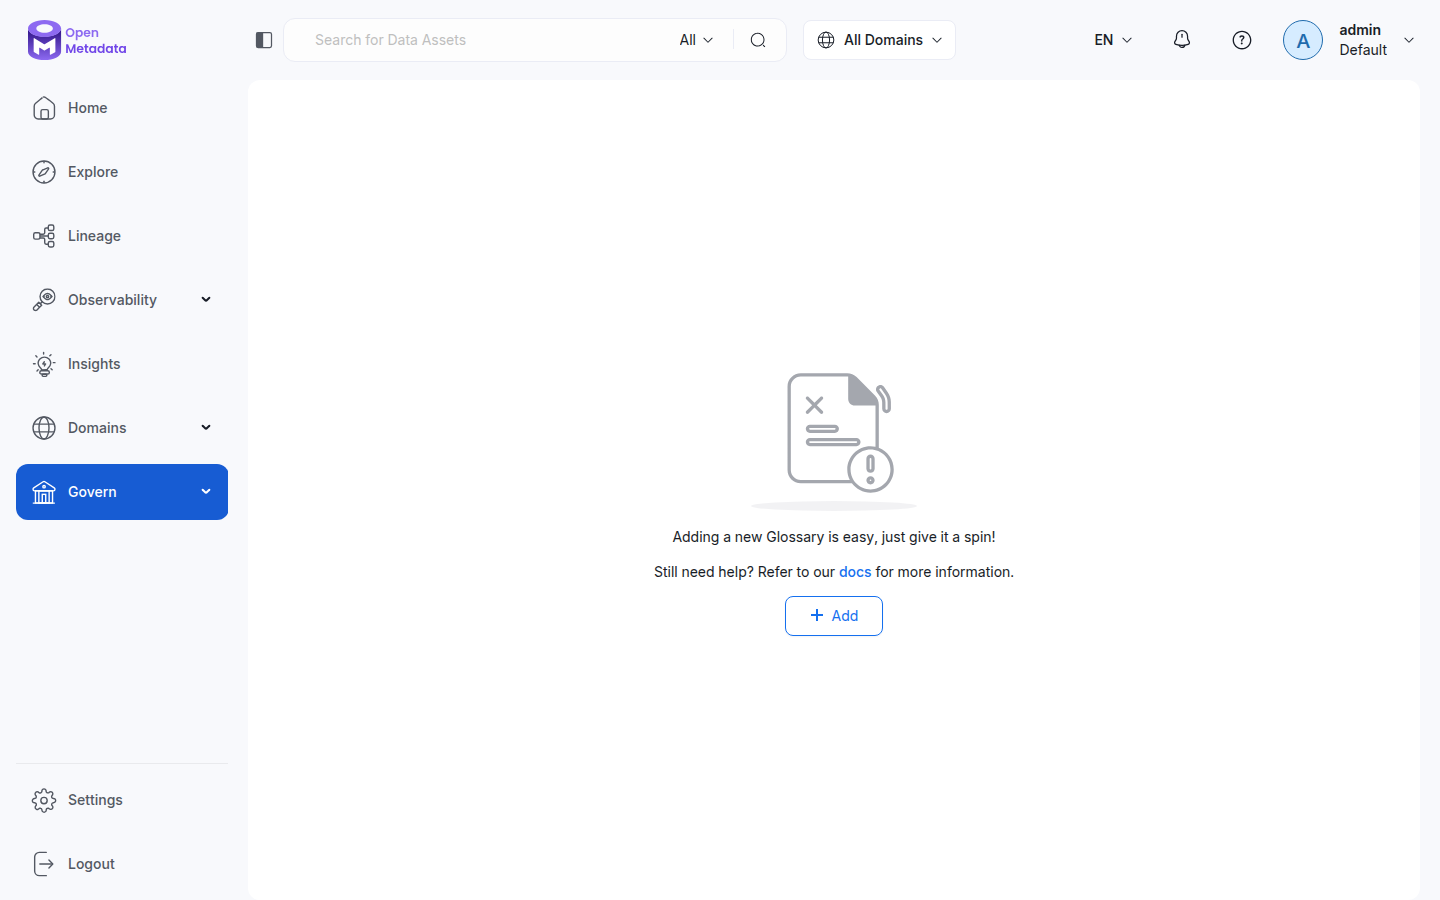 Open
Metadata
Search for Data Assets
All
All Domains
EN
A
admin
Default
Home
Explore
Lineage
Observability
Insights
Domains
Govern
Adding a new Glossary is easy, just give it a spin!
Still need help? Refer to our docs for more information.
Add
Settings
Logout